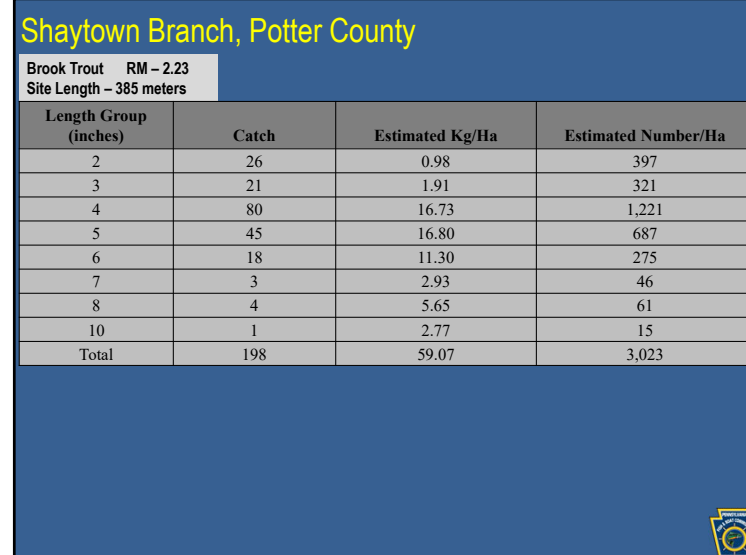 Shaytown Branch, Potter County
Brook Trout RM – 2.23
Site Length – 385 meters
Length Group (inches) Catch Estimated Kg/Ha Estimated Number/Ha
2 26 0.98 397
3 21 1.91 321
4 80 16.73 1,221
5 45 16.80 687
6 18 11.30 275
7 3 2.93 46
8 4 5.65 61
10 1 2.77 15
Total 198 59.07 3,023